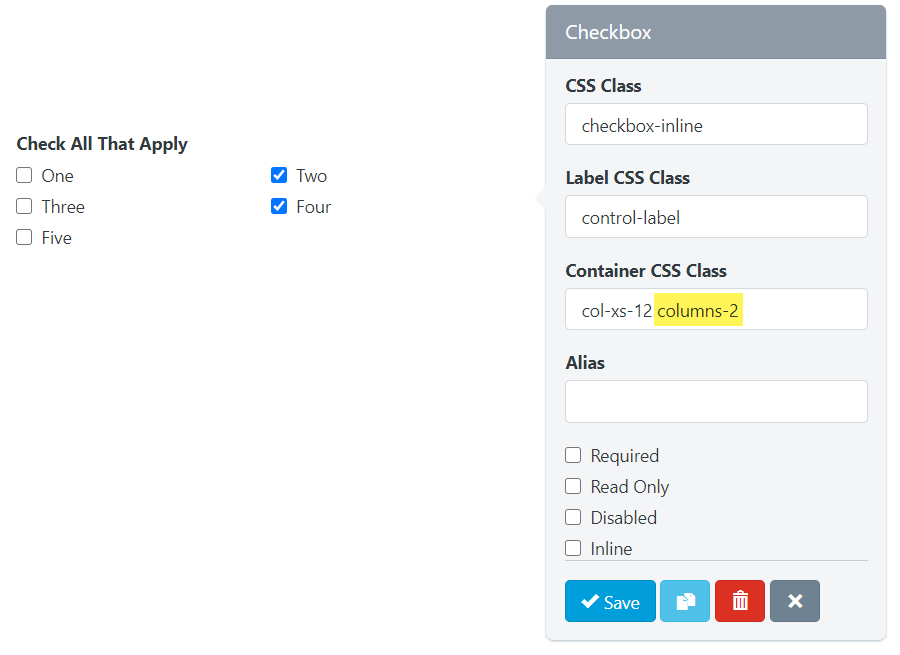 Check All That Apply
One
Two
Three
Four
Five
Checkbox
CSS Class
checkbox-inline
Label CSS Class
control-label
Container CSS Class
col-xs-12 columns-2
Alias
Required
Read Only
Disabled
Inline
Save